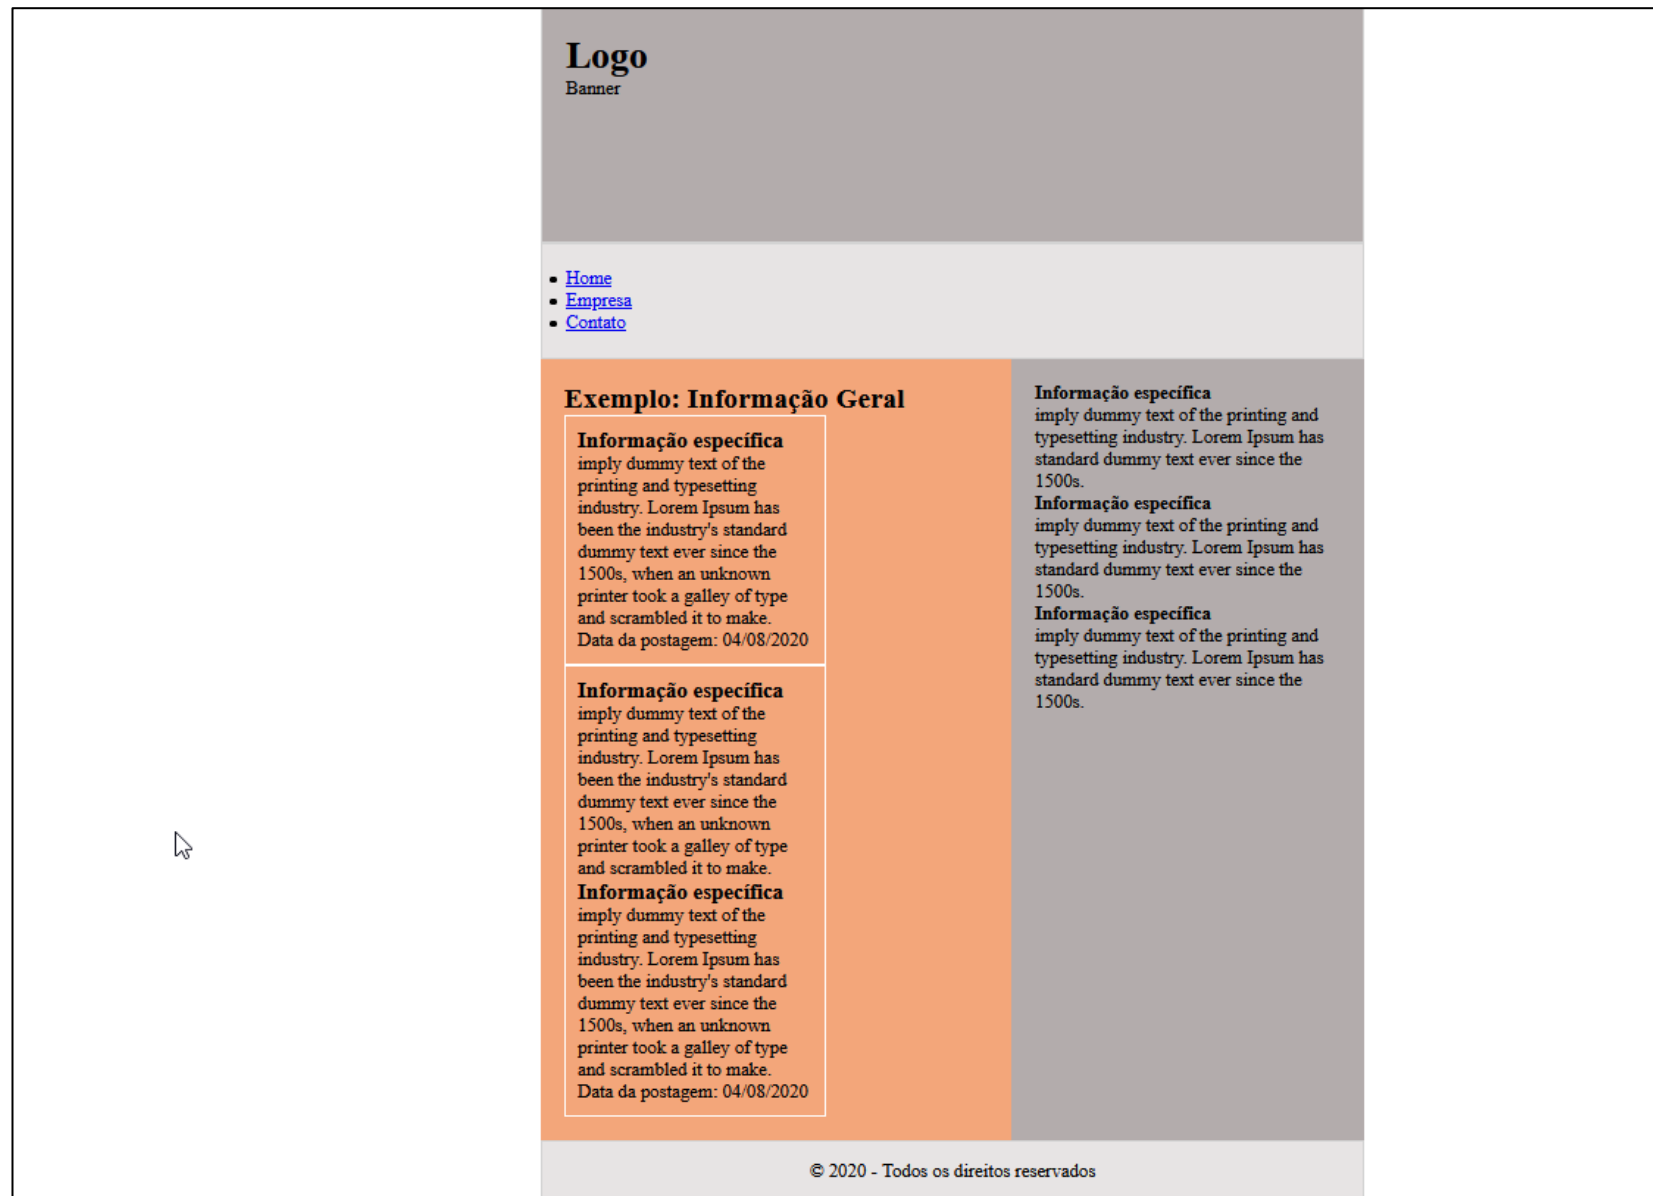 Logo
Banner
Home
Empresa
Contato
Exemplo: Informação Geral
Informação específica
imply dummy text of the
printing and typesetting
industry. Lorem Ipsum has
been the industry's standard
dummy text ever since the
1500s, when an unknown
printer took a galley of type
and scrambled it to make.
Data da postagem: 04/08/2020
Informação específica
imply dummy text of the
printing and typesetting
industry. Lorem Ipsum has
been the industry's standard
dummy text ever since the
1500s, when an unknown
printer took a galley of type
and scrambled it to make.
Informação específica
imply dummy text of the
printing and typesetting
industry. Lorem Ipsum has
been the industry's standard
dummy text ever since the
1500s, when an unknown
printer took a galley of type
and scrambled it to make.
Data da postagem: 04/08/2020
Informação específica
imply dummy text of the printing and
typesetting industry. Lorem Ipsum has
standard dummy text ever since the
1500s.
Informação específica
imply dummy text of the printing and
typesetting industry. Lorem Ipsum has
standard dummy text ever since the
1500s.
Informação específica
imply dummy text of the printing and
typesetting industry. Lorem Ipsum has
standard dummy text ever since the
1500s.
© 2020 - Todos os direitos reservados